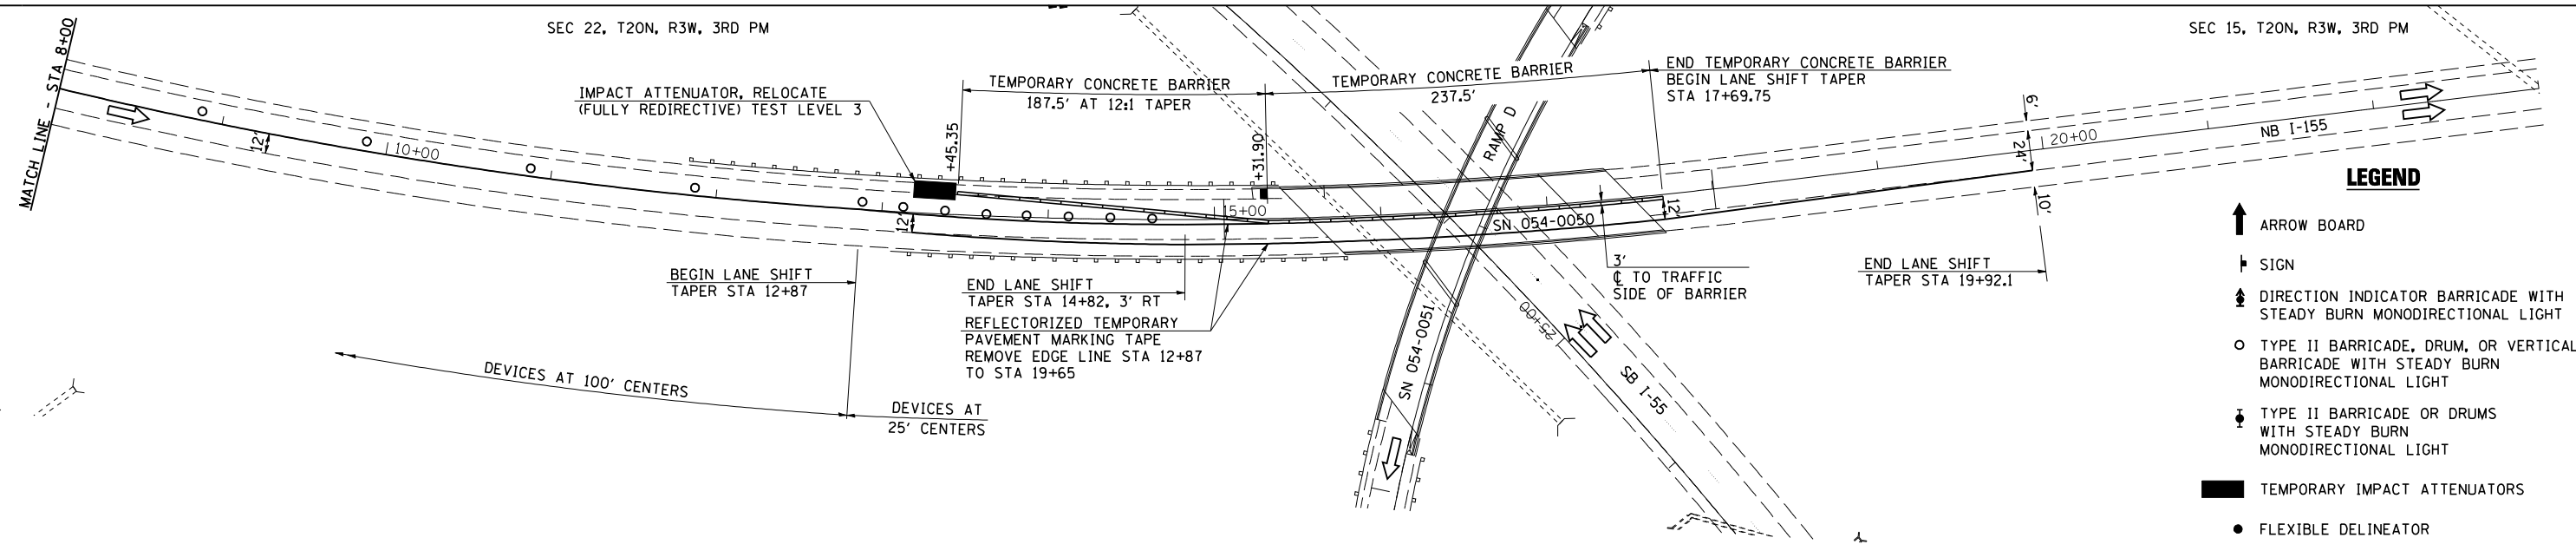 SEC 22, T20N, R3W, 3RD PM
SEC 15, T20N, R3W, 3RD PM
MATCH LINE - STA 8+00
IMPACT ATTENUATOR, RELOCATE
(FULLY REDIRECTIVE) TEST LEVEL 3
TEMPORARY CONCRETE BARRIER
187.5' AT 12:1 TAPER
TEMPORARY CONCRETE BARRIER
237.5'
END TEMPORARY CONCRETE BARRIER
BEGIN LANE SHIFT TAPER
STA 17+69.75
+45.35
+31.90
RAMP D
6'
24'
10'
20+00
NB I-155
12'
10+00
12'
15+00
SN 054-0050
12'
BEGIN LANE SHIFT
TAPER STA 12+87
END LANE SHIFT
TAPER STA 14+82, 3' RT
REFLECTORIZED TEMPORARY
PAVEMENT MARKING TAPE
REMOVE EDGE LINE STA 12+87
TO STA 19+65
3'
℄ TO TRAFFIC
SIDE OF BARRIER
END LANE SHIFT
TAPER STA 19+92.1
DEVICES AT 100' CENTERS
DEVICES AT
25' CENTERS
SN 054-0051
25+00
SB I-55
LEGEND
ARROW BOARD
SIGN
DIRECTION INDICATOR BARRICADE WITH
STEADY BURN MONODIRECTIONAL LIGHT
TYPE II BARRICADE, DRUM, OR VERTICAL
BARRICADE WITH STEADY BURN
MONODIRECTIONAL LIGHT
TYPE II BARRICADE OR DRUMS
WITH STEADY BURN
MONODIRECTIONAL LIGHT
TEMPORARY IMPACT ATTENUATORS
FLEXIBLE DELINEATOR